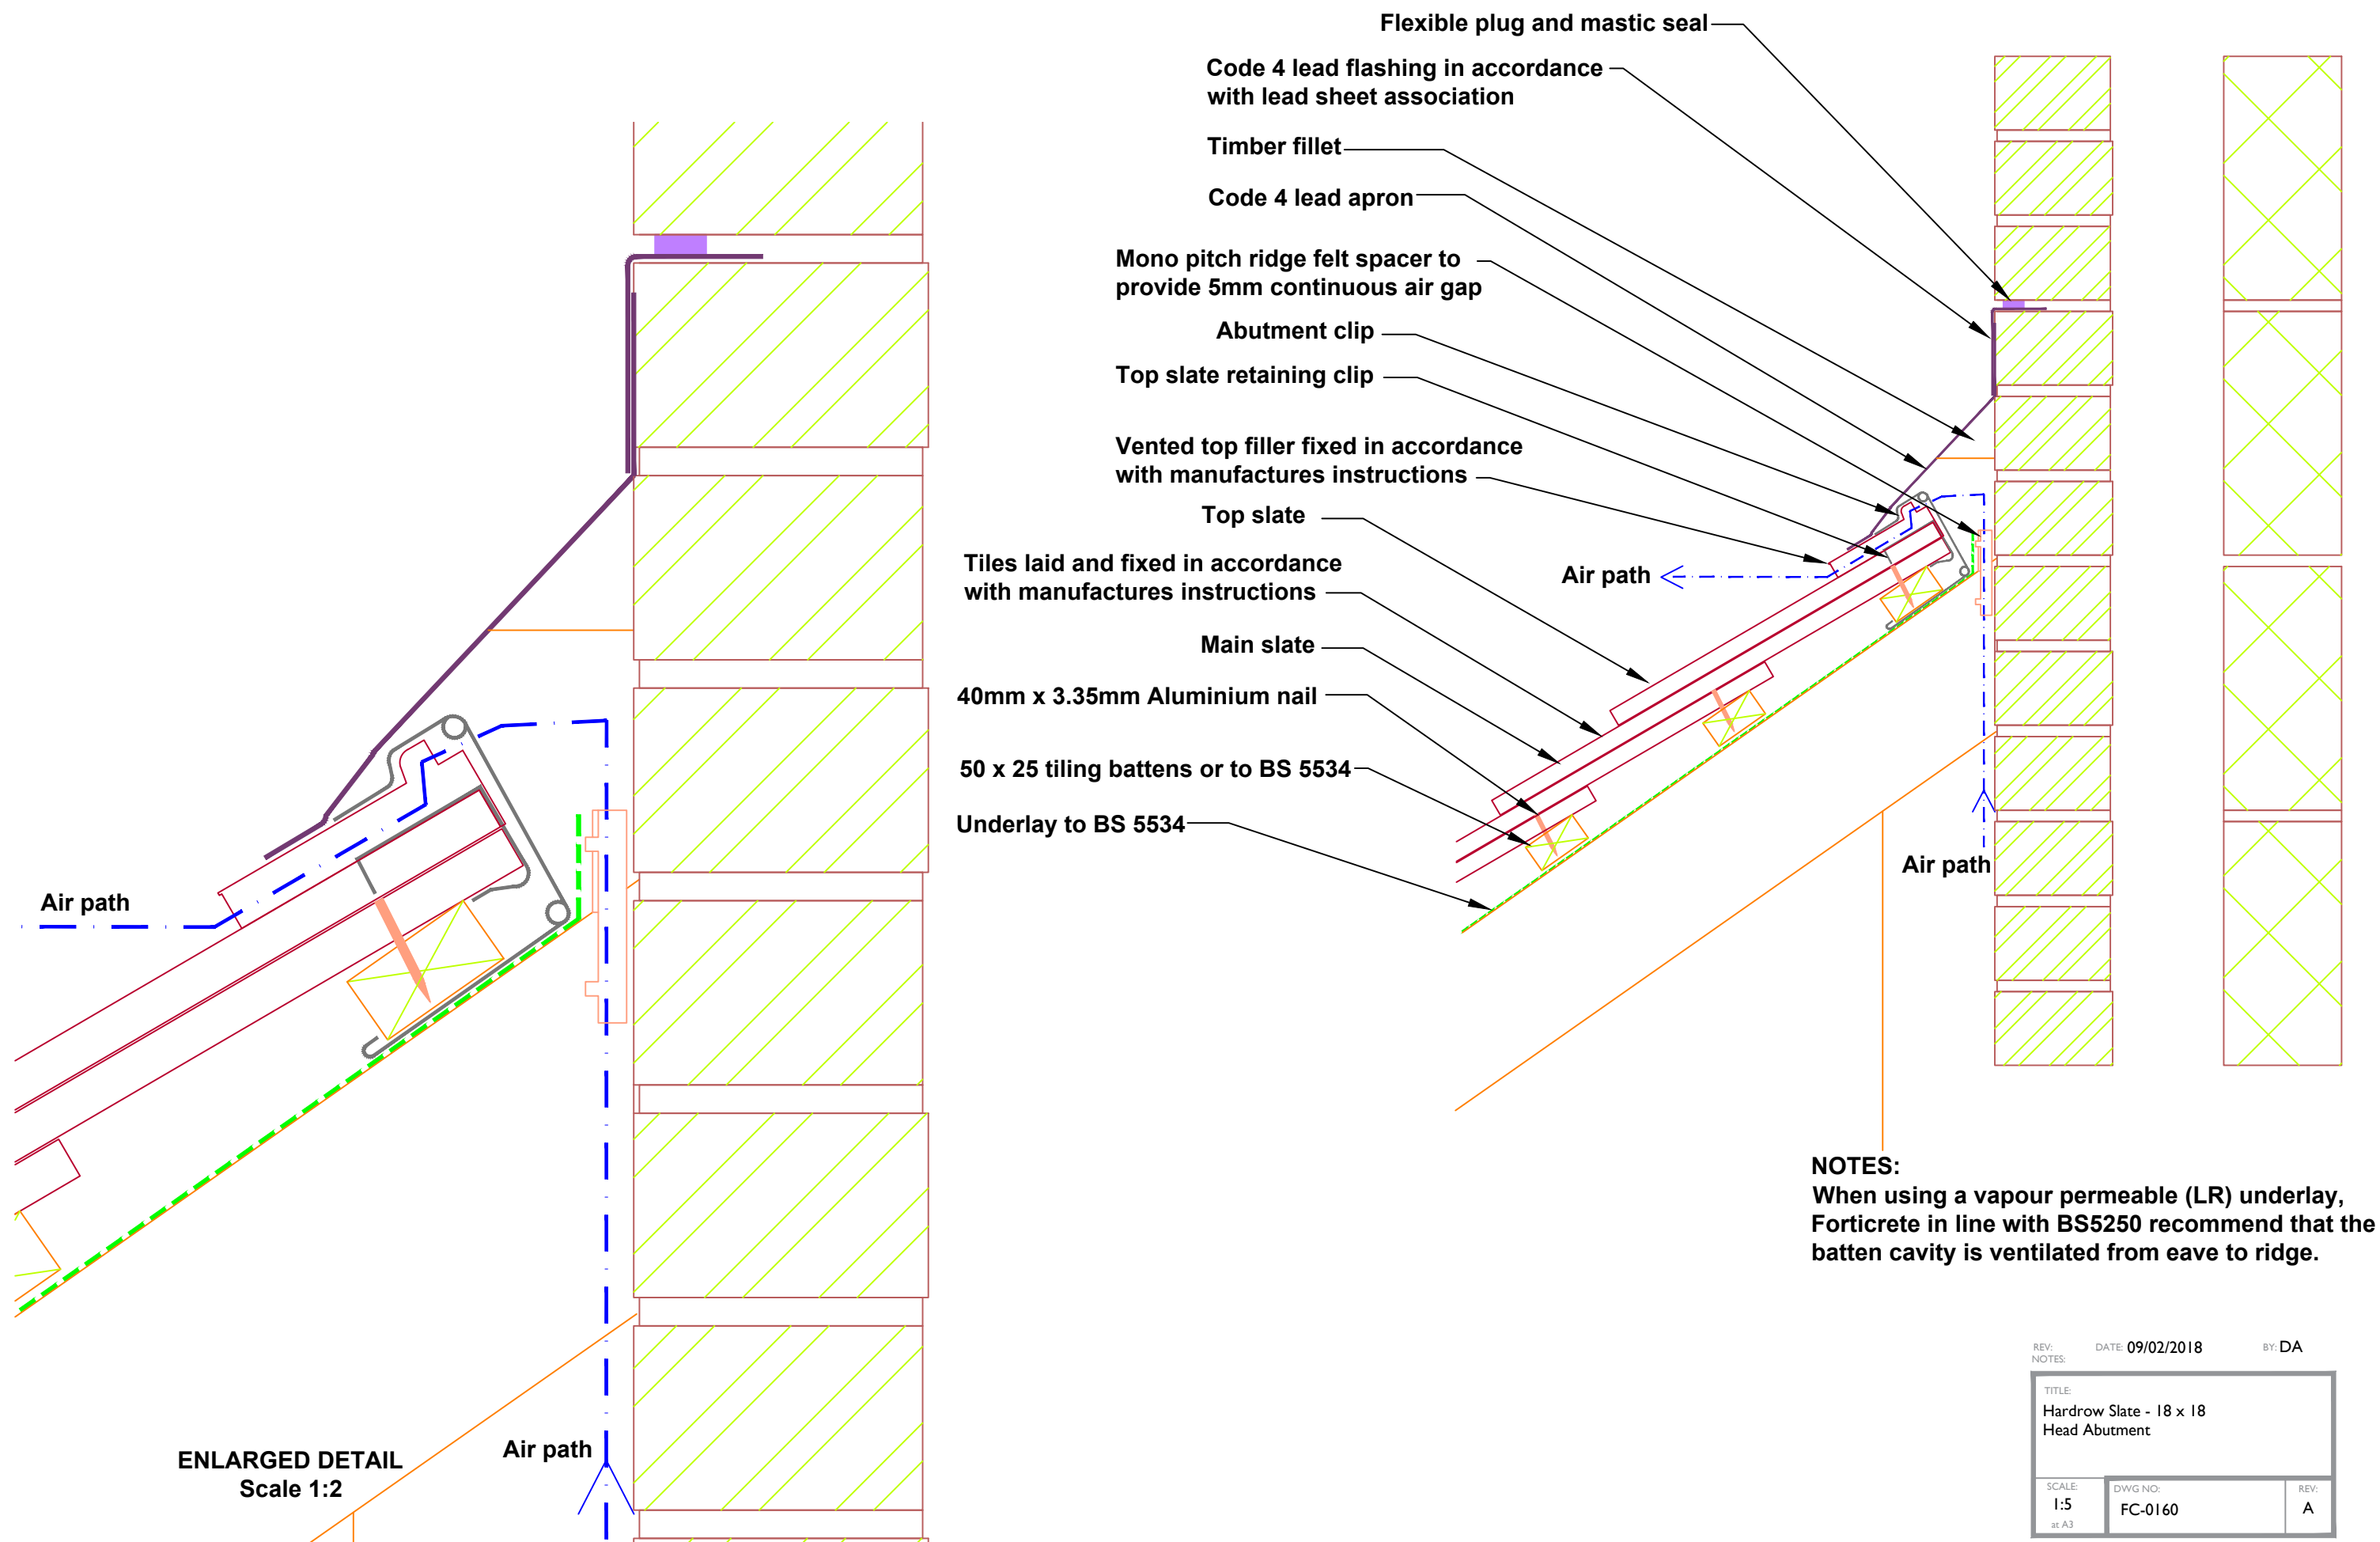 Flexible plug and mastic seal
Code 4 lead flashing in accordance
with lead sheet association
Timber fillet
Code 4 lead apron
Mono pitch ridge felt spacer to
provide 5mm continuous air gap
Abutment clip
Top slate retaining clip
Vented top filler fixed in accordance
with manufactures instructions
Top slate
Tiles laid and fixed in accordance
with manufactures instructions
Main slate
40mm x 3.35mm Aluminium nail
50 x 25 tiling battens or to BS 5534
Underlay to BS 5534
Air path
Air path
Air path
Air path
ENLARGED DETAIL
Scale 1:2
NOTES:
When using a vapour permeable (LR) underlay,
Forticrete in line with BS5250 recommend that the
batten cavity is ventilated from eave to ridge.
REV: DATE: 09/02/2018 BY: DA
NOTES:
TITLE:
Hardrow Slate - 18 x 18
Head Abutment
SCALE: DWG NO: REV:
1:5 FC-0160 A
at A3